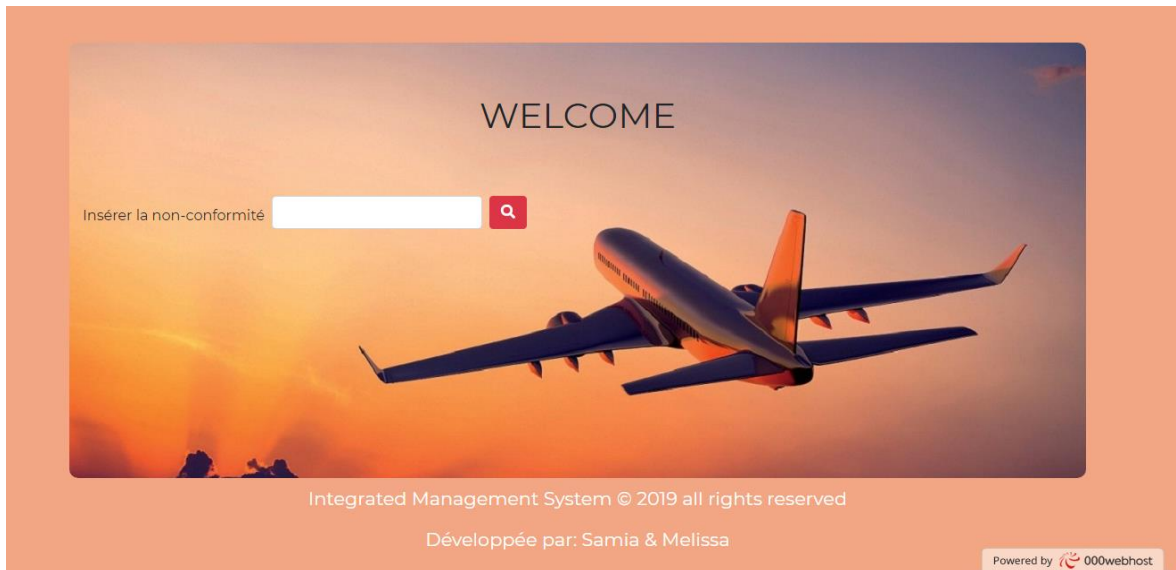 WELCOME
Insérer la non-conformité
Integrated Management System © 2019 all rights reserved
Développée par: Samia & Melissa
Powered by 000webhost